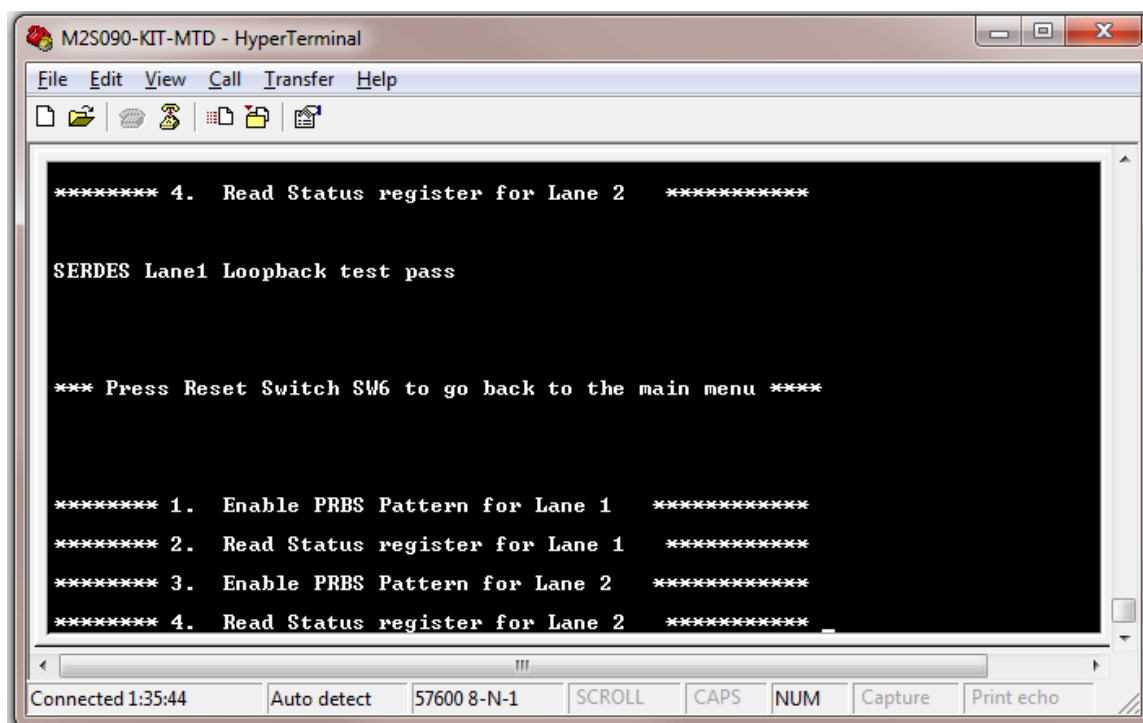 M2S090-KIT-MTD - HyperTerminal
File Edit View Call Transfer Help
******** 4. Read Status register for Lane 2 ***********
SERDES Lane1 Loopback test pass
*** Press Reset Switch SW6 to go back to the main menu ****
******** 1. Enable PRBS Pattern for Lane 1 ************
******** 2. Read Status register for Lane 1 ***********
******** 3. Enable PRBS Pattern for Lane 2 ************
******** 4. Read Status register for Lane 2 *********** _
Connected 1:35:44 Auto detect 57600 8-N-1 SCROLL CAPS NUM Capture Print echo